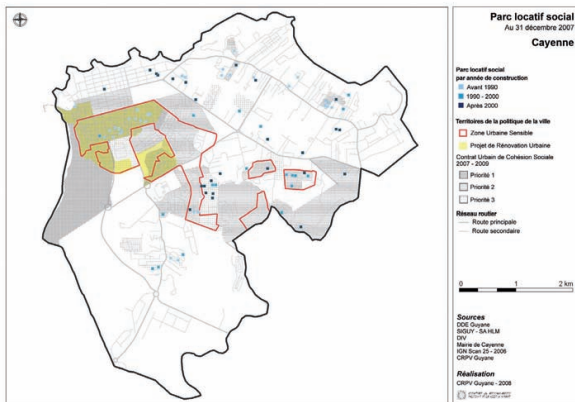 Parc locatif social
Au 31 décembre 2007
Cayenne
Parc locatif social
par année de construction
Avant 1990
1990 - 2000
Après 2000
Territoires de la politique de la ville
Zone Urbaine Sensible
Projet de Rénovation Urbaine
Contrat Urbain de Cohésion Sociale
2007 - 2009
Priorité 1
Priorité 2
Priorité 3
Réseau routier
Route principale
Route secondaire
0 1 2 km
Sources
DDE Guyane
SIGUY - SA HLM
DIV
Mairie de Cayenne
IGN Scan 25 - 2006
CRPV Guyane
Réalisation
CRPV Guyane - 2008